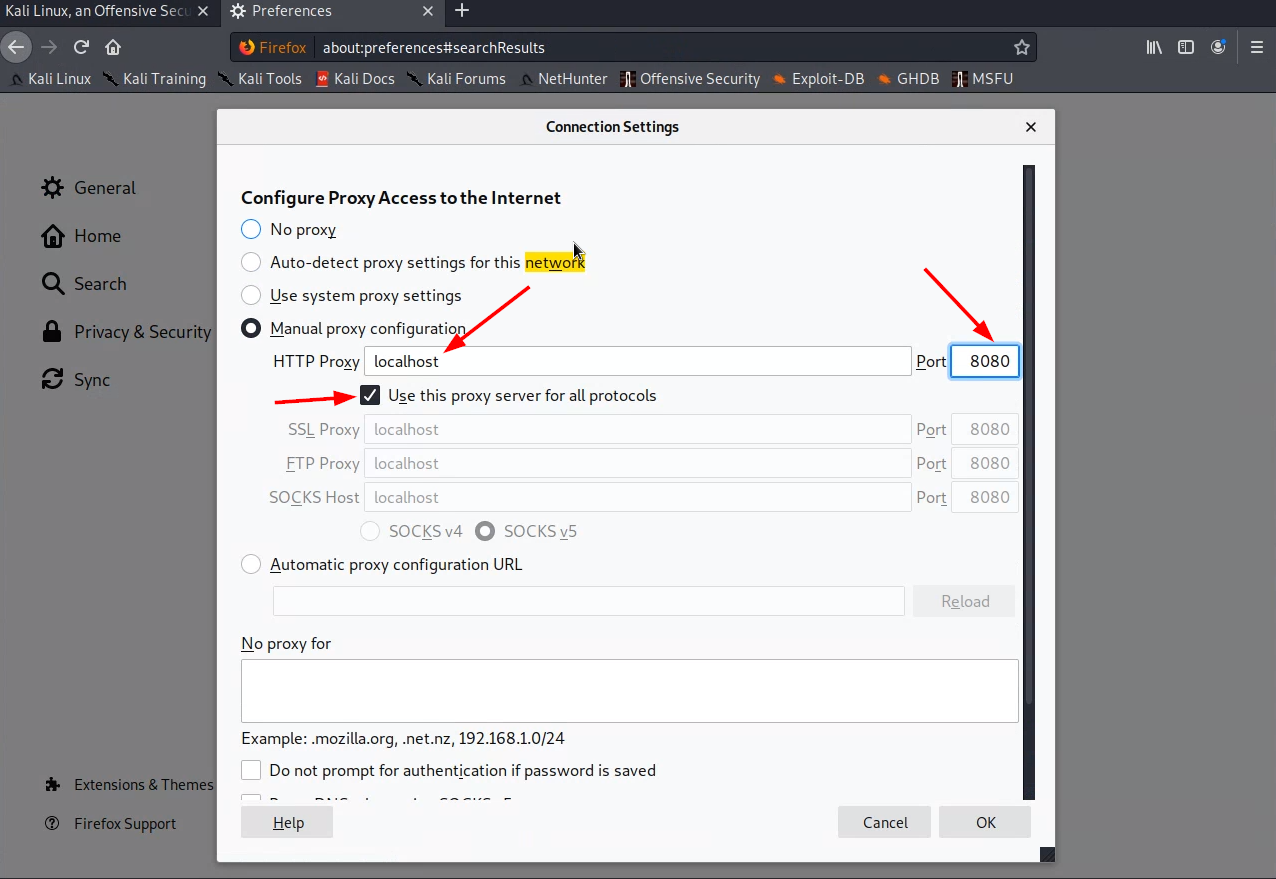 Kali Linux, an Offensive Secu
Preferences
Firefox about:preferences#searchResults
Kali Linux Kali Training Kali Tools Kali Docs Kali Forums NetHunter Offensive Security Exploit-DB GHDB MSFU
Connection Settings
General
Home
Search
Privacy & Security
Sync
Extensions & Themes
Firefox Support
Configure Proxy Access to the Internet
No proxy
Auto-detect proxy settings for this network
Use system proxy settings
Manual proxy configuration
HTTP Proxy localhost Port 8080
Use this proxy server for all protocols
SSL Proxy localhost Port 8080
FTP Proxy localhost Port 8080
SOCKS Host localhost Port 8080
SOCKS v4 SOCKS v5
Automatic proxy configuration URL
Reload
No proxy for
Example: .mozilla.org, .net.nz, 192.168.1.0/24
Do not prompt for authentication if password is saved
Help Cancel OK